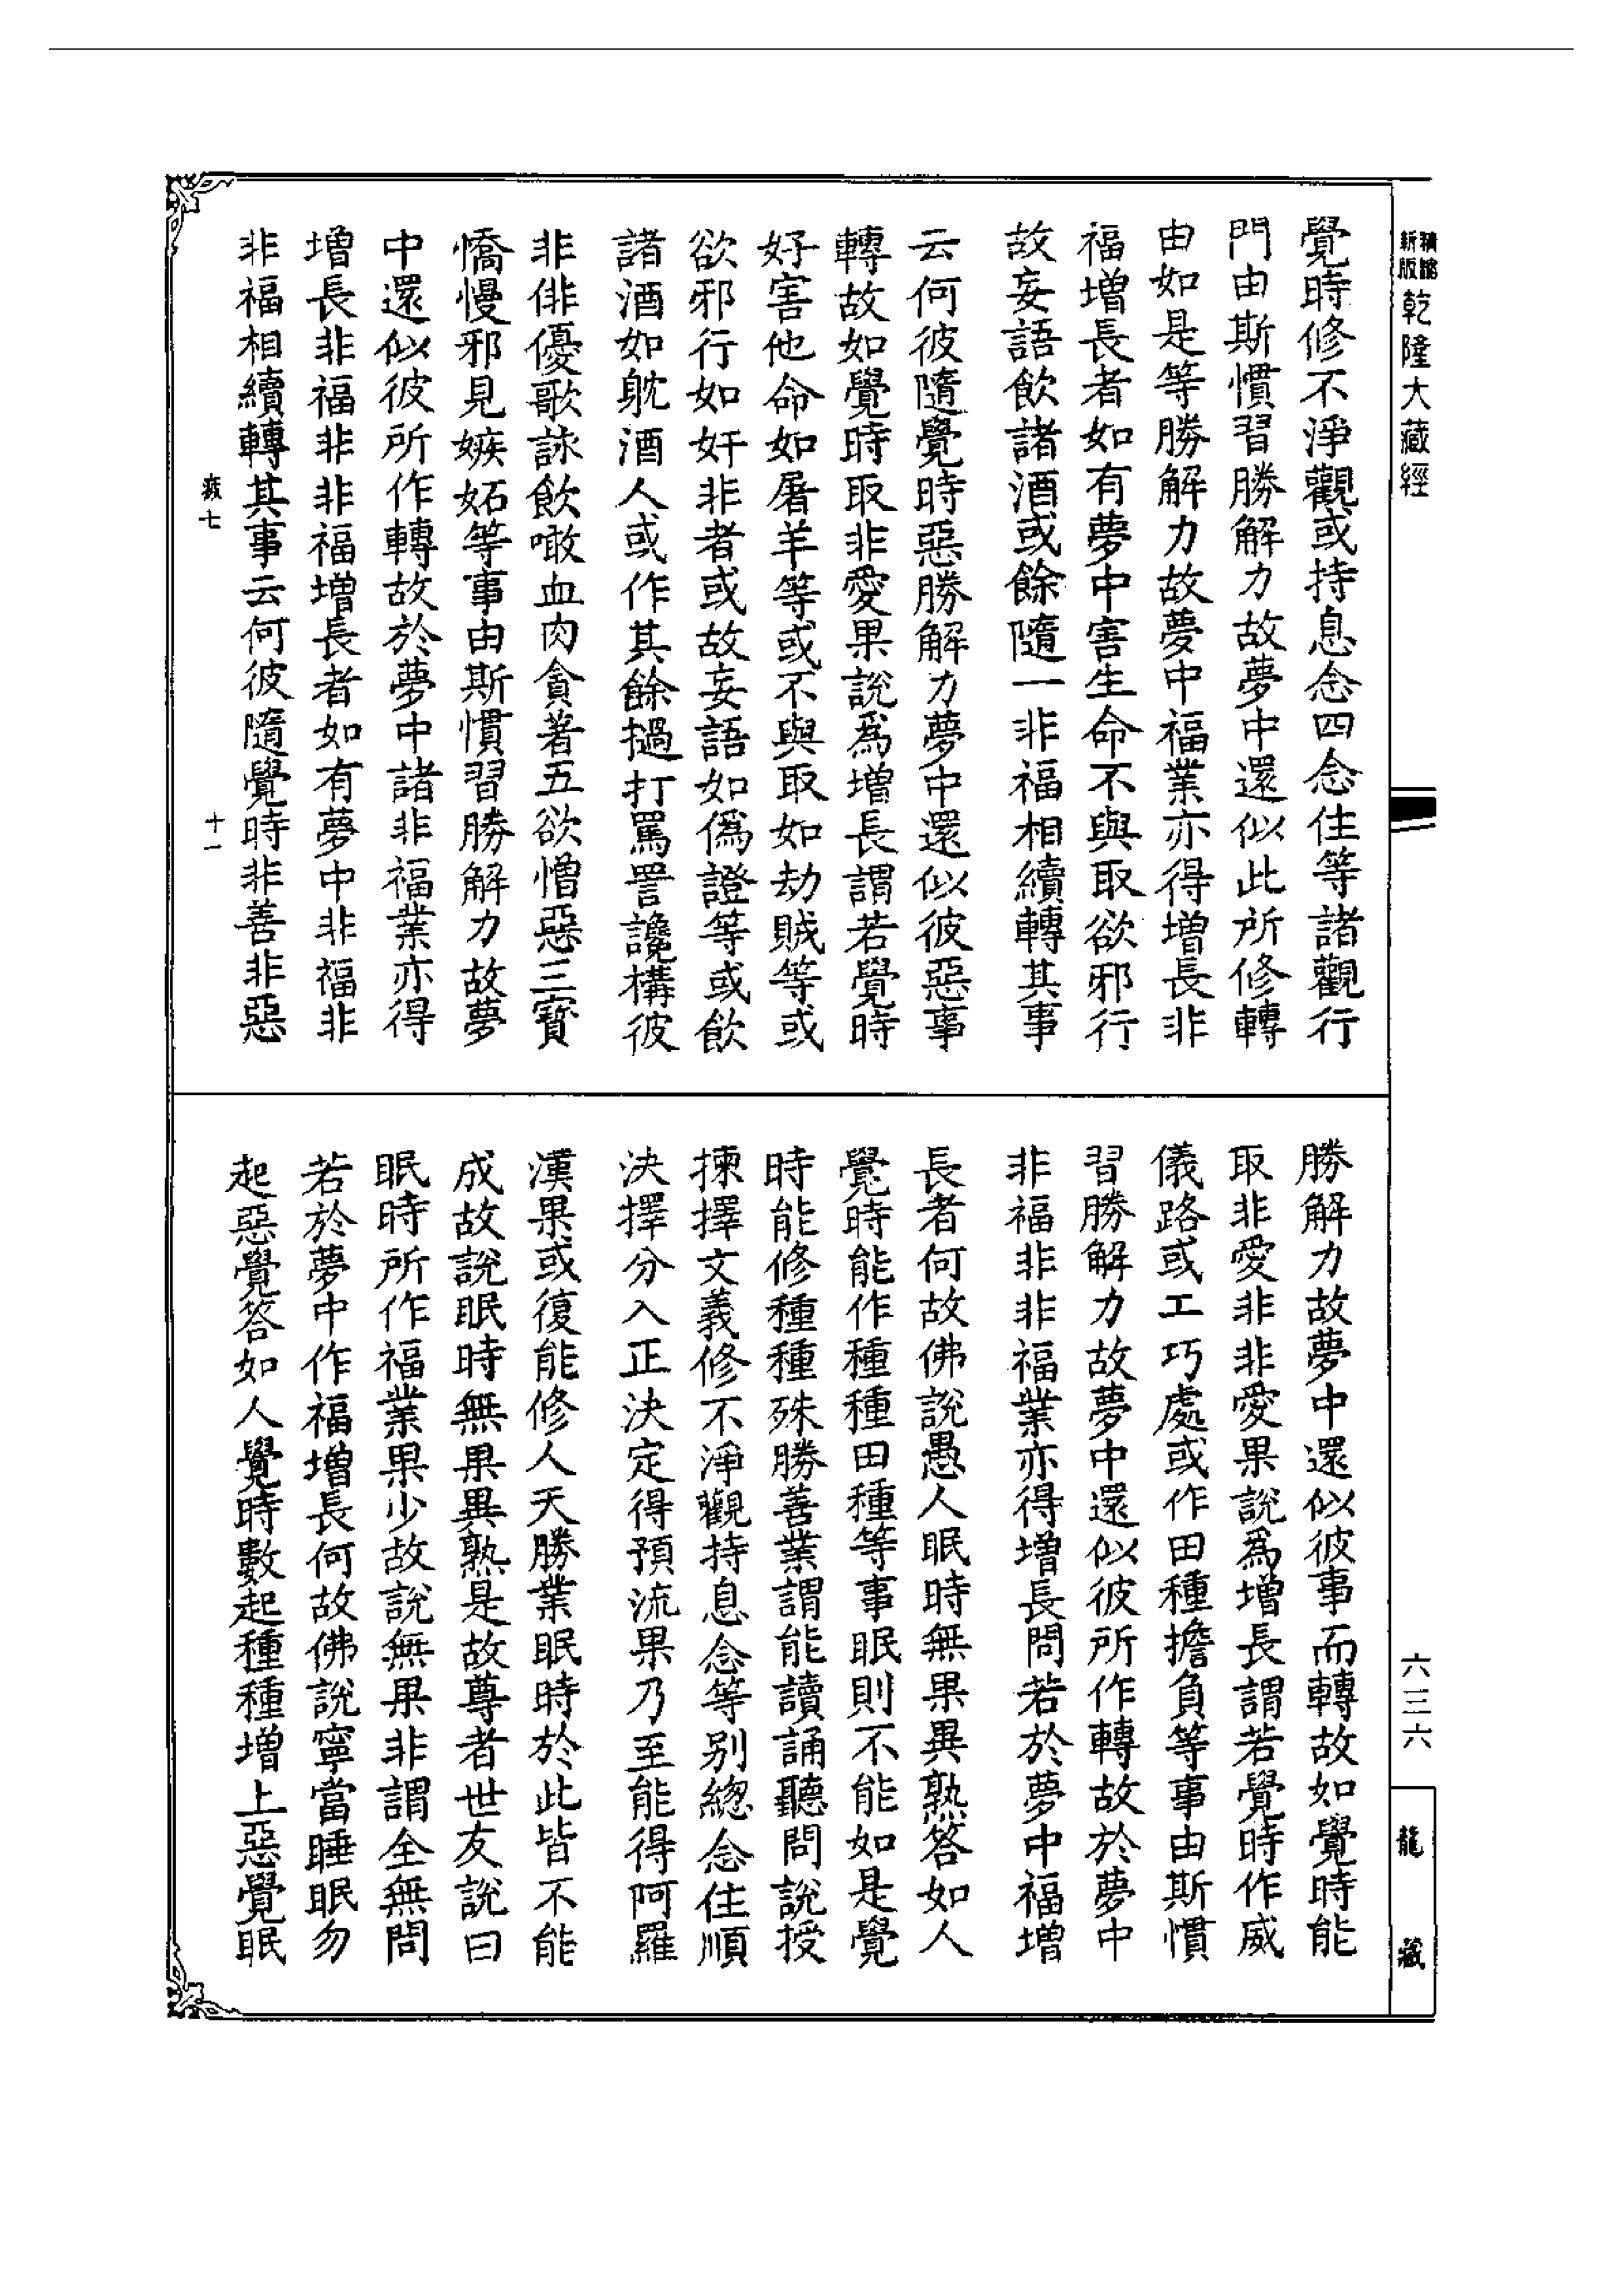 新版
精縮
乾隆大藏經
六三六
龍藏
覺時修不淨觀或持息念四念住等諸觀行
門由斯慣習勝解力故夢中還似此所修轉
由如是等勝解力故夢中福業亦得增長非
福增長者如有夢中害生命不與取欲邪行
故妄語飲諸酒或餘隨一非福相續轉其事
云何彼隨覺時惡勝解力夢中還似彼惡事
轉故如覺時取非愛果說為增長謂若覺時
好害他命如屠羊等或不與取如劫賊等或
欲邪行如奸非者或故妄語如偽證等或飲
諸酒如躭酒人或作其餘撾打罵詈讒構彼
非俳優歌詠飲噉血肉貪著五欲憎惡三寳
憍慢邪見嫉妬等事由斯慣習勝解力故夢
中還似彼所作轉故於夢中諸非福業亦得
增長非福非非福增長者如有夢中非福非
非福相續轉其事云何彼隨覺時非善非惡
疲七
十一
勝解力故夢中還似彼事而轉故如覺時能
取非愛非非愛果說為增長謂若覺時作威
儀路或工巧處或作田種擔負等事由斯慣
習勝解力故夢中還似彼所作轉故於夢中
非福非非福業亦得增長問若於夢中福增
長者何故佛說愚人眠時無果異熟答如人
覺時能作種種田種等事眠則不能如是覺
時能修種種殊勝善業謂能讀誦聽問說授
揀擇文義修不淨觀持息念等別總念住順
決擇分入正決定得預流果乃至能得阿羅
漢果或復能修人天勝業眠時於此皆不能
成故說眠時無果異熟是故尊者世友說曰
眠時所作福業果少故說無果非謂全無問
若於夢中作福增長何故佛說寧當睡眠勿
起惡覺答如人覺時數起種種增上惡覺眠